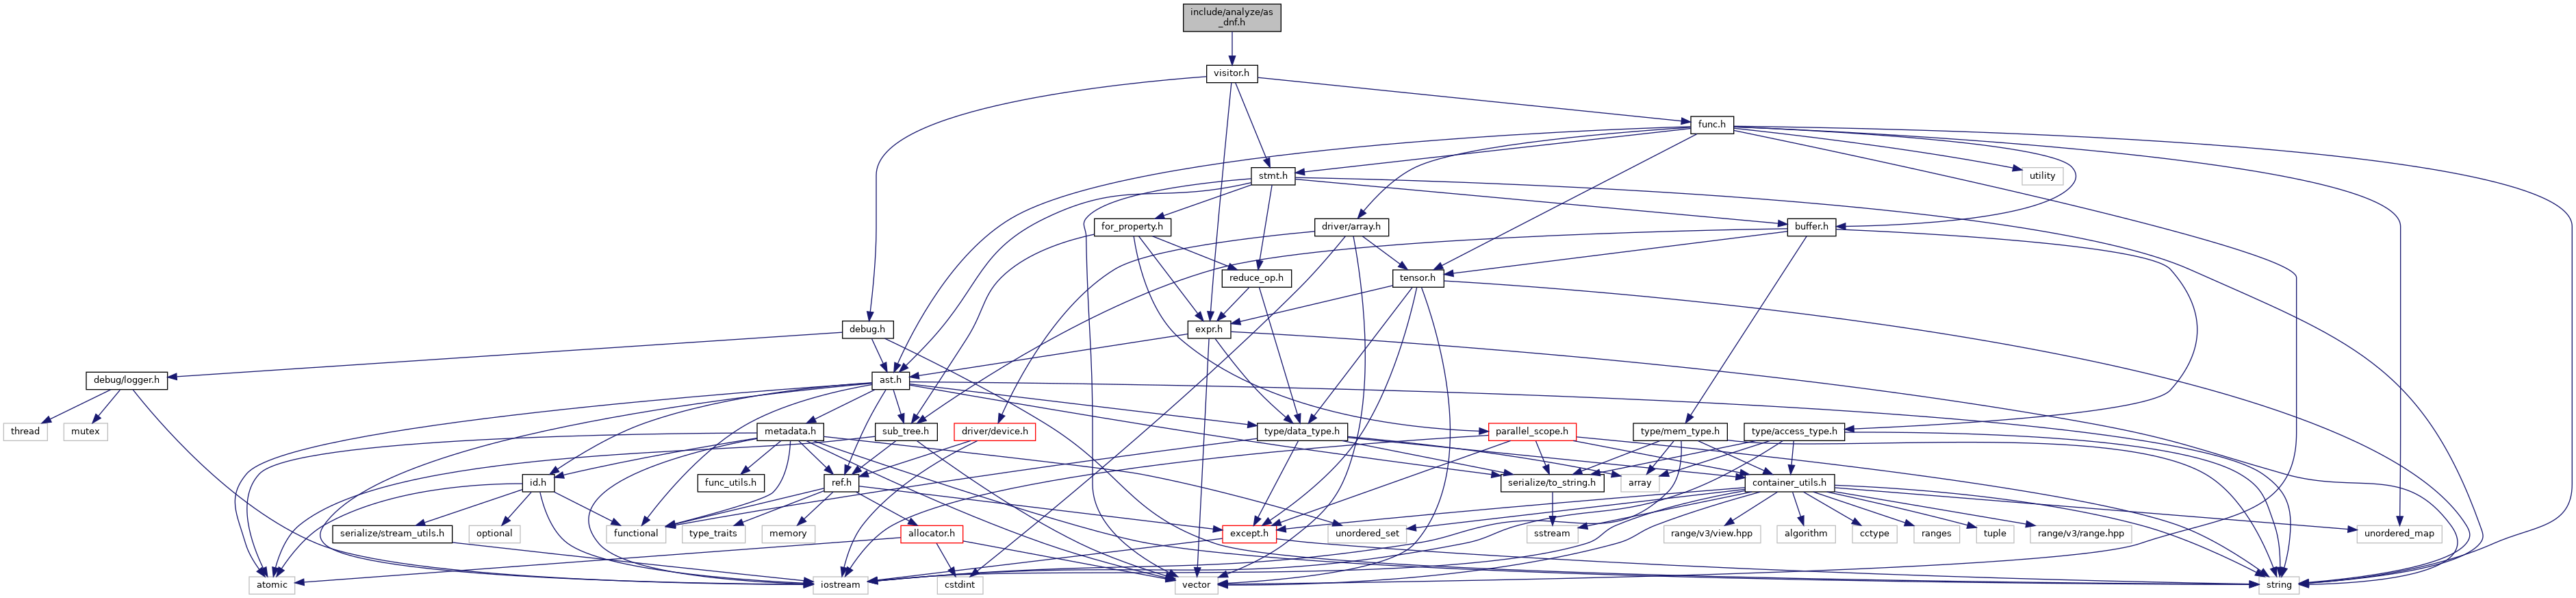 include/analyze/as
_dnf.h
visitor.h
func.h
stmt.h
utility
for_property.h
driver/array.h
buffer.h
reduce_op.h
tensor.h
debug.h
expr.h
debug/logger.h
ast.h
thread
mutex
metadata.h
sub_tree.h
driver/device.h
type/data_type.h
parallel_scope.h
type/mem_type.h
type/access_type.h
id.h
func_utils.h
ref.h
serialize/to_string.h
array
container_utils.h
serialize/stream_utils.h
optional
functional
type_traits
memory
allocator.h
except.h
unordered_set
sstream
range/v3/view.hpp
algorithm
cctype
ranges
tuple
range/v3/range.hpp
unordered_map
atomic
iostream
cstdint
vector
string